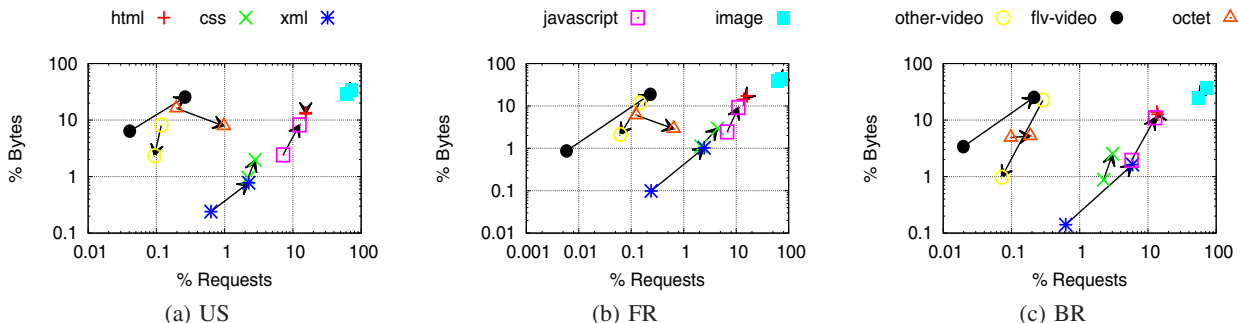 html css xml javascript image other-video flv-video octet
100
10
1
0.1
0.01 0.1 1 10 100
% Bytes
% Requests
(a) US
100
10
1
0.1
0.01
0.001 0.01 0.1 1 10 100
% Bytes
% Requests
(b) FR
100
10
1
0.1
0.01 0.1 1 10 100
% Bytes
% Requests
(c) BR